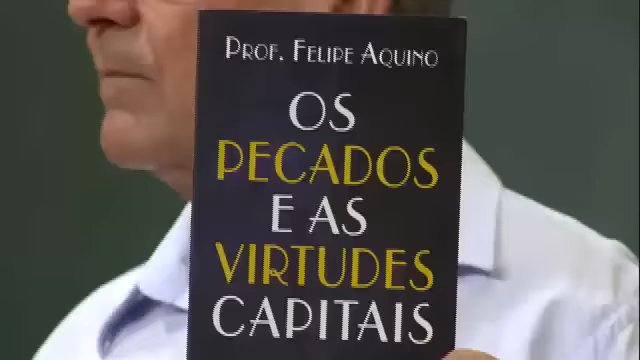 PROF. FELIPE AQUINO
OS
PECADOS
E AS
VIRTUDES
CAPITAIS